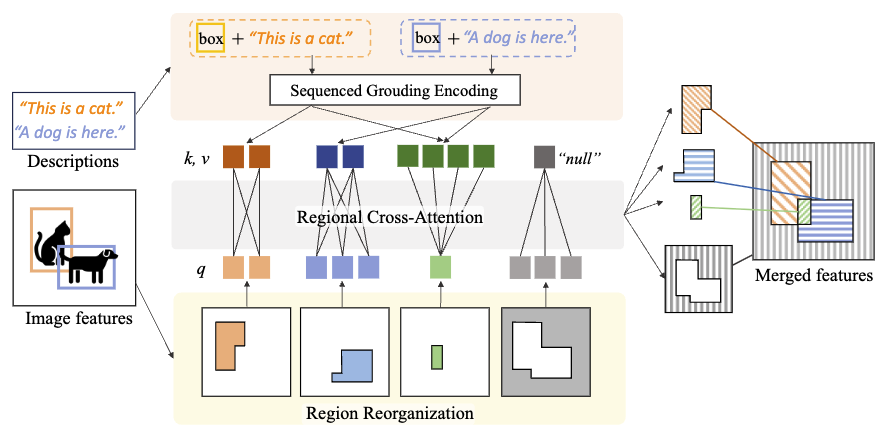 box + “This is a cat.”
box + “A dog is here.”
Sequenced Grouding Encoding
“This is a cat.”
“A dog is here.”
Descriptions
k, v
“null”
Regional Cross-Attention
q
Image features
Merged features
Region Reorganization